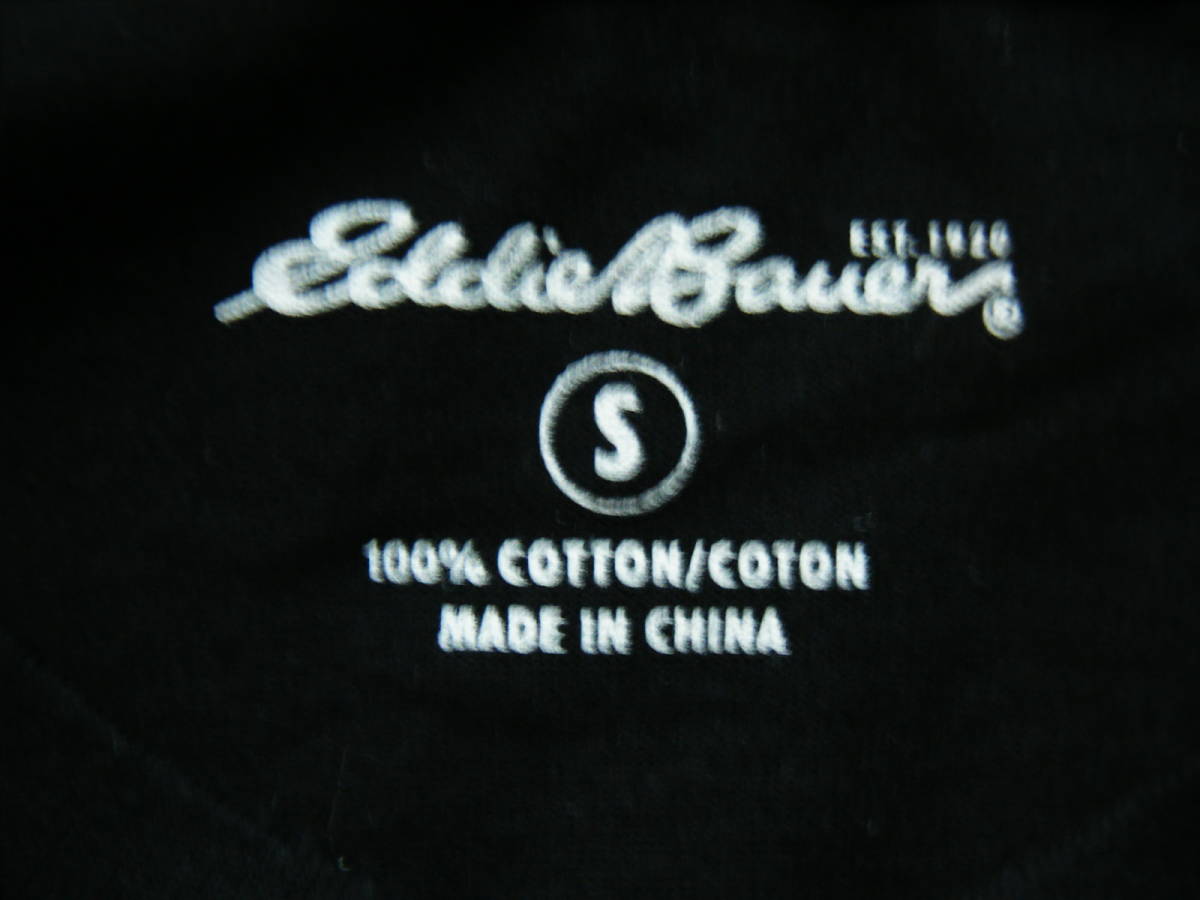 EST. 1920
Eddie Bauer®
S
100% COTTON/COTON
MADE IN CHINA